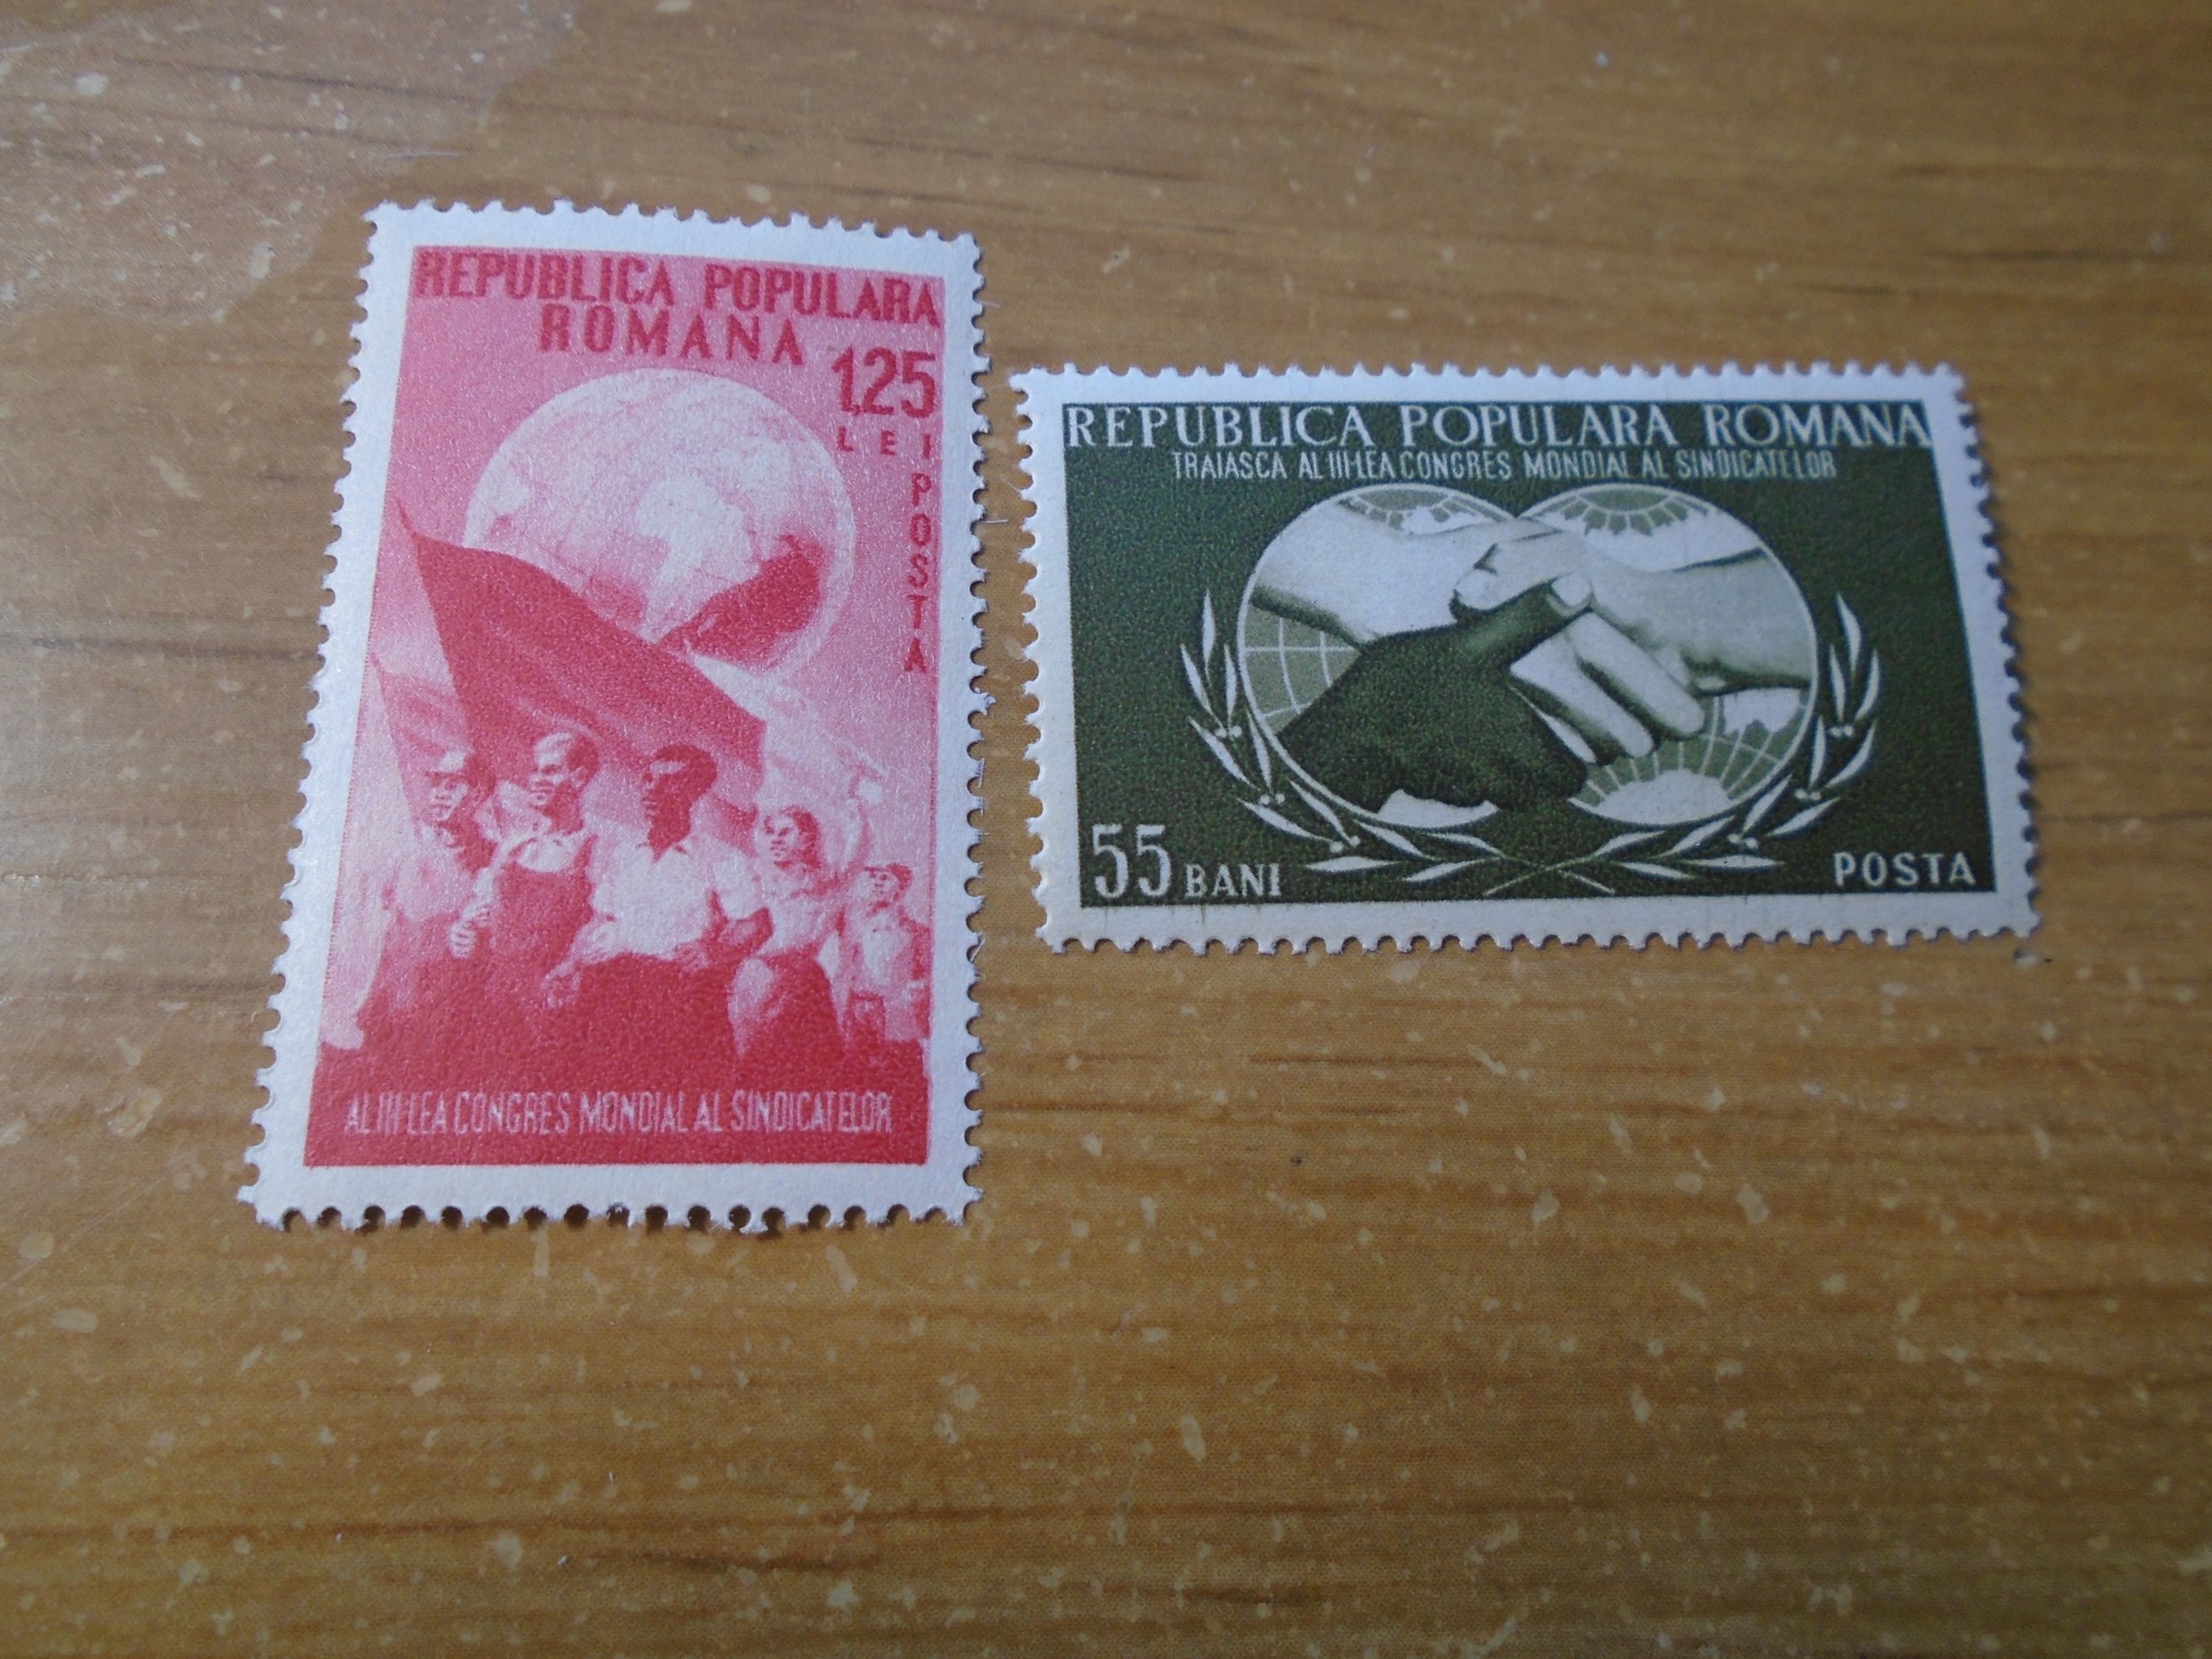 REPUBLICA POPULARA
ROMANA
1,25
LEI
POSTA
AL III-LEA CONGRES MONDIAL AL SINDICATELOR
REPUBLICA POPULARA ROMANA
TRAIASCA AL III-LEA CONGRES MONDIAL AL SINDICATELOR
55 BANI
POSTA